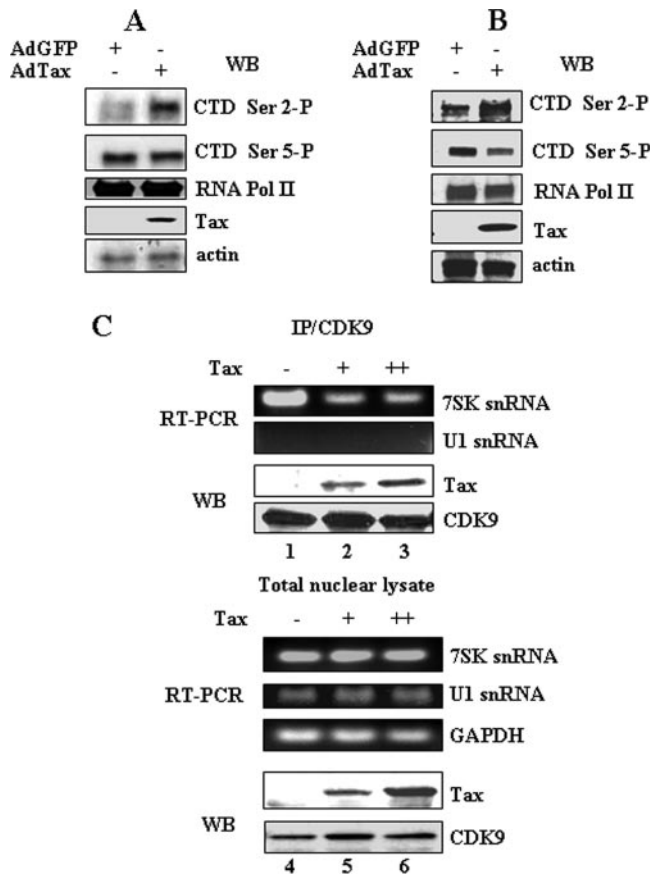 A
AdGFP + -
AdTax - + WB
CTD Ser 2-P
CTD Ser 5-P
RNA Pol II
Tax
actin
B
AdGFP + -
AdTax - + WB
CTD Ser 2-P
CTD Ser 5-P
RNA Pol II
Tax
actin
C
IP/CDK9
Tax - + ++
RT-PCR
7SK snRNA
U1 snRNA
WB
Tax
CDK9
1 2 3
Total nuclear lysate
Tax - + ++
RT-PCR
7SK snRNA
U1 snRNA
GAPDH
WB
Tax
CDK9
4 5 6